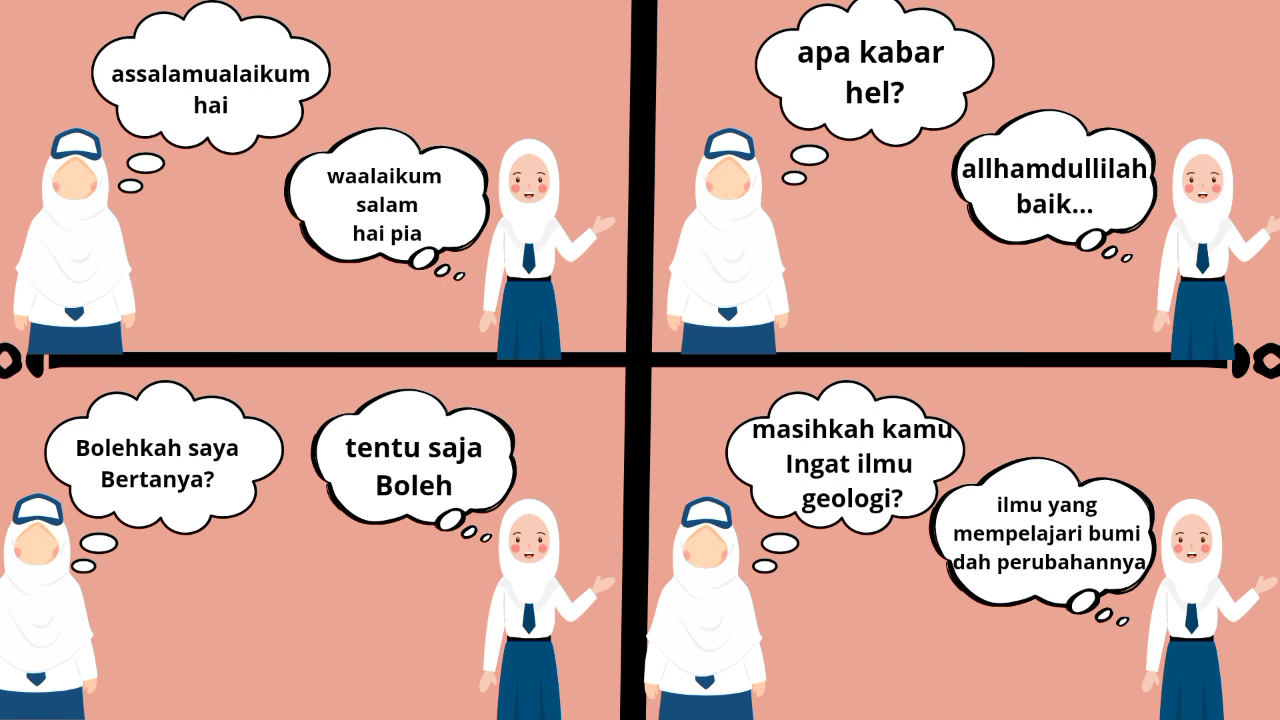 assalamualaikum
hai
waalaikum
salam
hai pia
apa kabar
hel?
allhamdullilah
baik...
Bolehkah saya
Bertanya?
tentu saja
Boleh
masihkah kamu
Ingat ilmu
geologi?
ilmu yang
mempelajari bumi
dah perubahannya